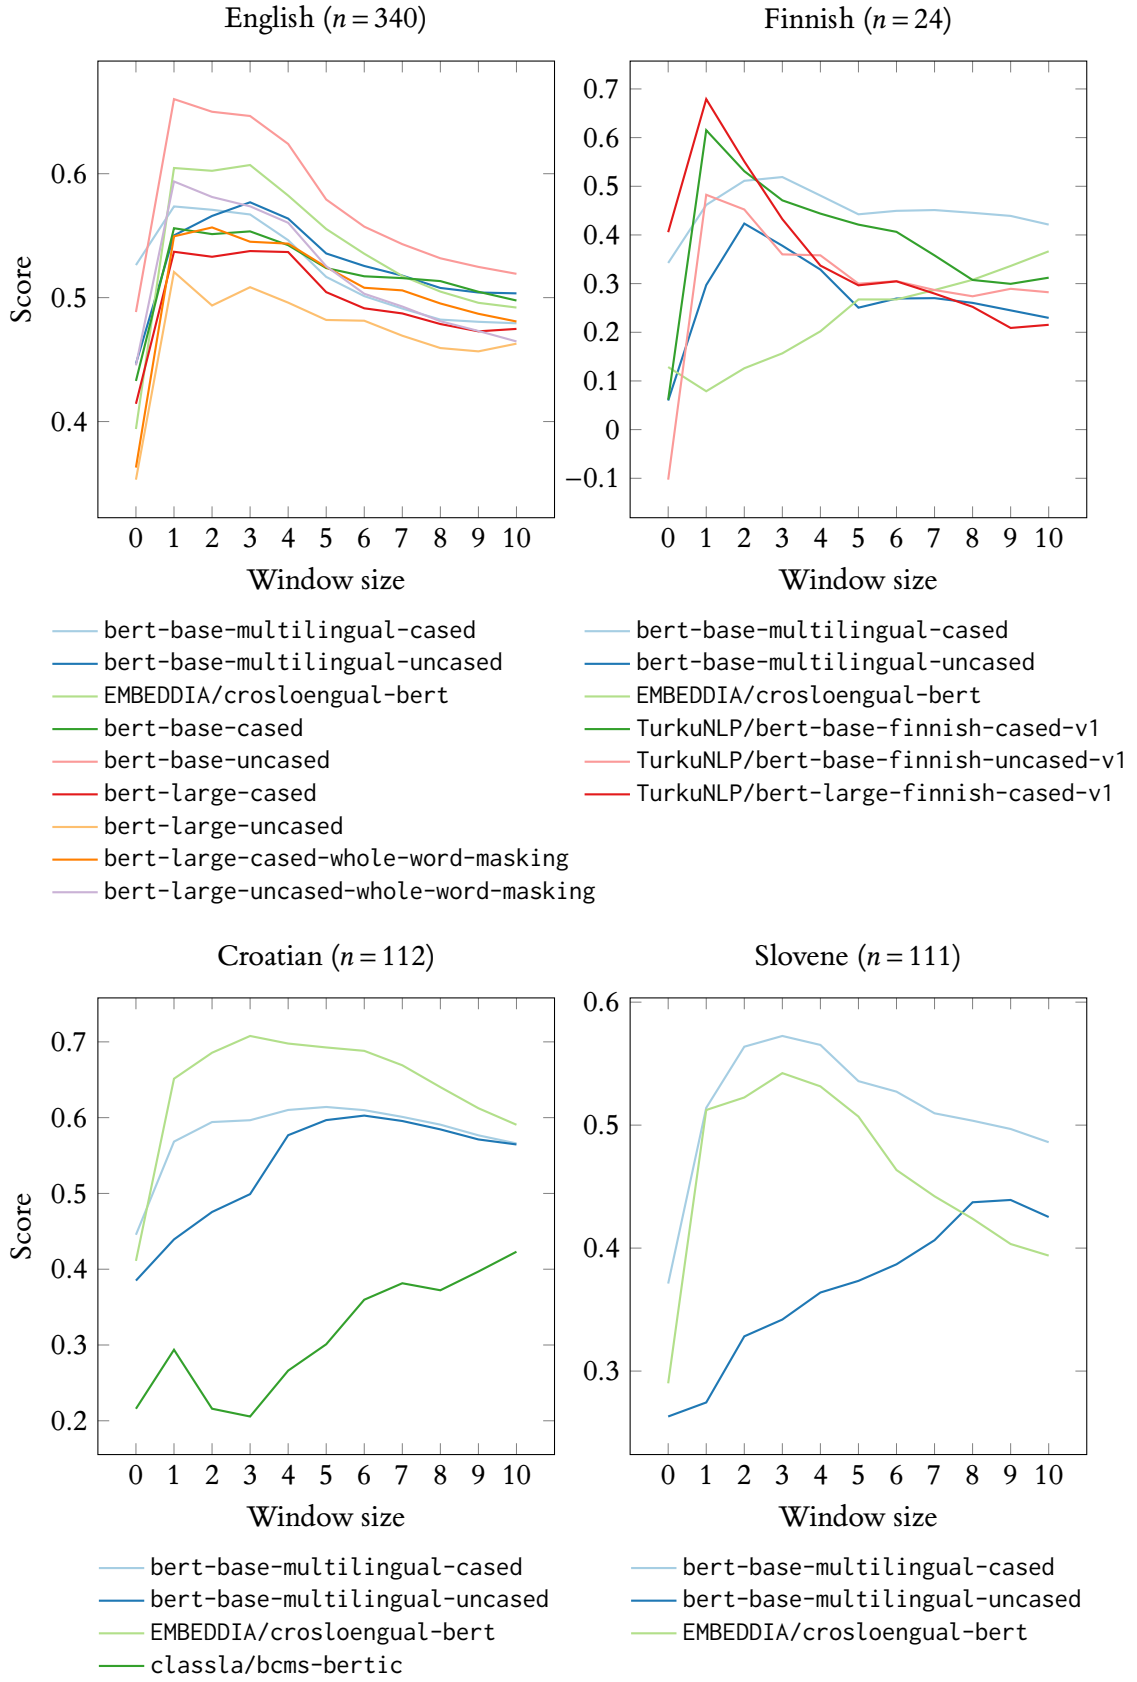 English (n = 340)
Finnish (n = 24)
Score
0.6
0.5
0.4
0 1 2 3 4 5 6 7 8 9 10
Window size
0.7
0.6
0.5
0.4
0.3
0.2
0.1
0
−0.1
0 1 2 3 4 5 6 7 8 9 10
Window size
bert-base-multilingual-cased
bert-base-multilingual-uncased
EMBEDDIA/crosloengual-bert
bert-base-cased
bert-base-uncased
bert-large-cased
bert-large-uncased
bert-large-cased-whole-word-masking
bert-large-uncased-whole-word-masking
bert-base-multilingual-cased
bert-base-multilingual-uncased
EMBEDDIA/crosloengual-bert
TurkuNLP/bert-base-finnish-cased-v1
TurkuNLP/bert-base-finnish-uncased-v1
TurkuNLP/bert-large-finnish-cased-v1
Croatian (n = 112)
Slovene (n = 111)
Score
0.7
0.6
0.5
0.4
0.3
0.2
0 1 2 3 4 5 6 7 8 9 10
Window size
0.6
0.5
0.4
0.3
0 1 2 3 4 5 6 7 8 9 10
Window size
bert-base-multilingual-cased
bert-base-multilingual-uncased
EMBEDDIA/crosloengual-bert
classla/bcms-bertic
bert-base-multilingual-cased
bert-base-multilingual-uncased
EMBEDDIA/crosloengual-bert